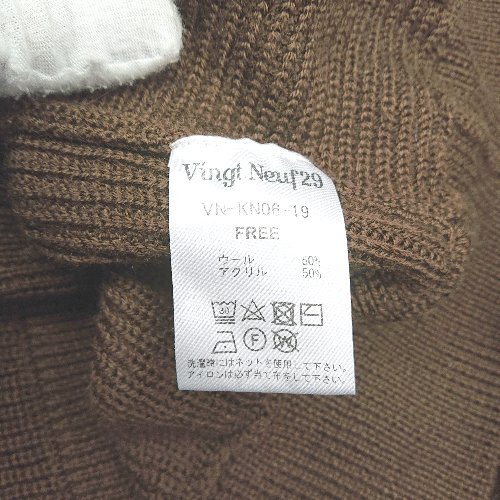 Vingt Neuf29
VN-KN06-19
FREE
ウール 50%
アクリル 50%
30
F W
洗濯時にはネットを使用して下さい。
アイロンは必ず当て布をして下さい。